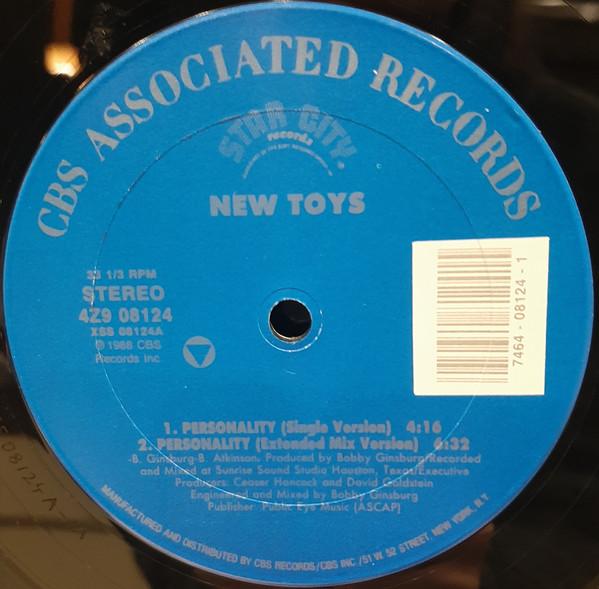 CBS ASSOCIATED RECORDS
STAR CITY
records
NEW TOYS
33 1/3 RPM
STEREO
4Z9 08124
XSS 08124A
℗ 1988 CBS
Records Inc.
7464 - 08124 - 1
1. PERSONALITY (Single Version) 4:16
2. PERSONALITY (Extended Mix Version) 6:32
-B. Ginsburg-B. Atkinson. Produced by Bobby Ginsburg/Recorded
and Mixed at Sunrise Sound Studio Houston, Texas/Executive
Producers: Ceaser Hancock and David Goldstein
Engineered and Mixed by Bobby Ginsburg
Publisher Public Eye Music (ASCAP)
MANUFACTURED AND DISTRIBUTED BY CBS RECORDS/CBS INC /51 W. 52 STREET, NEW YORK, N.Y
08124 A